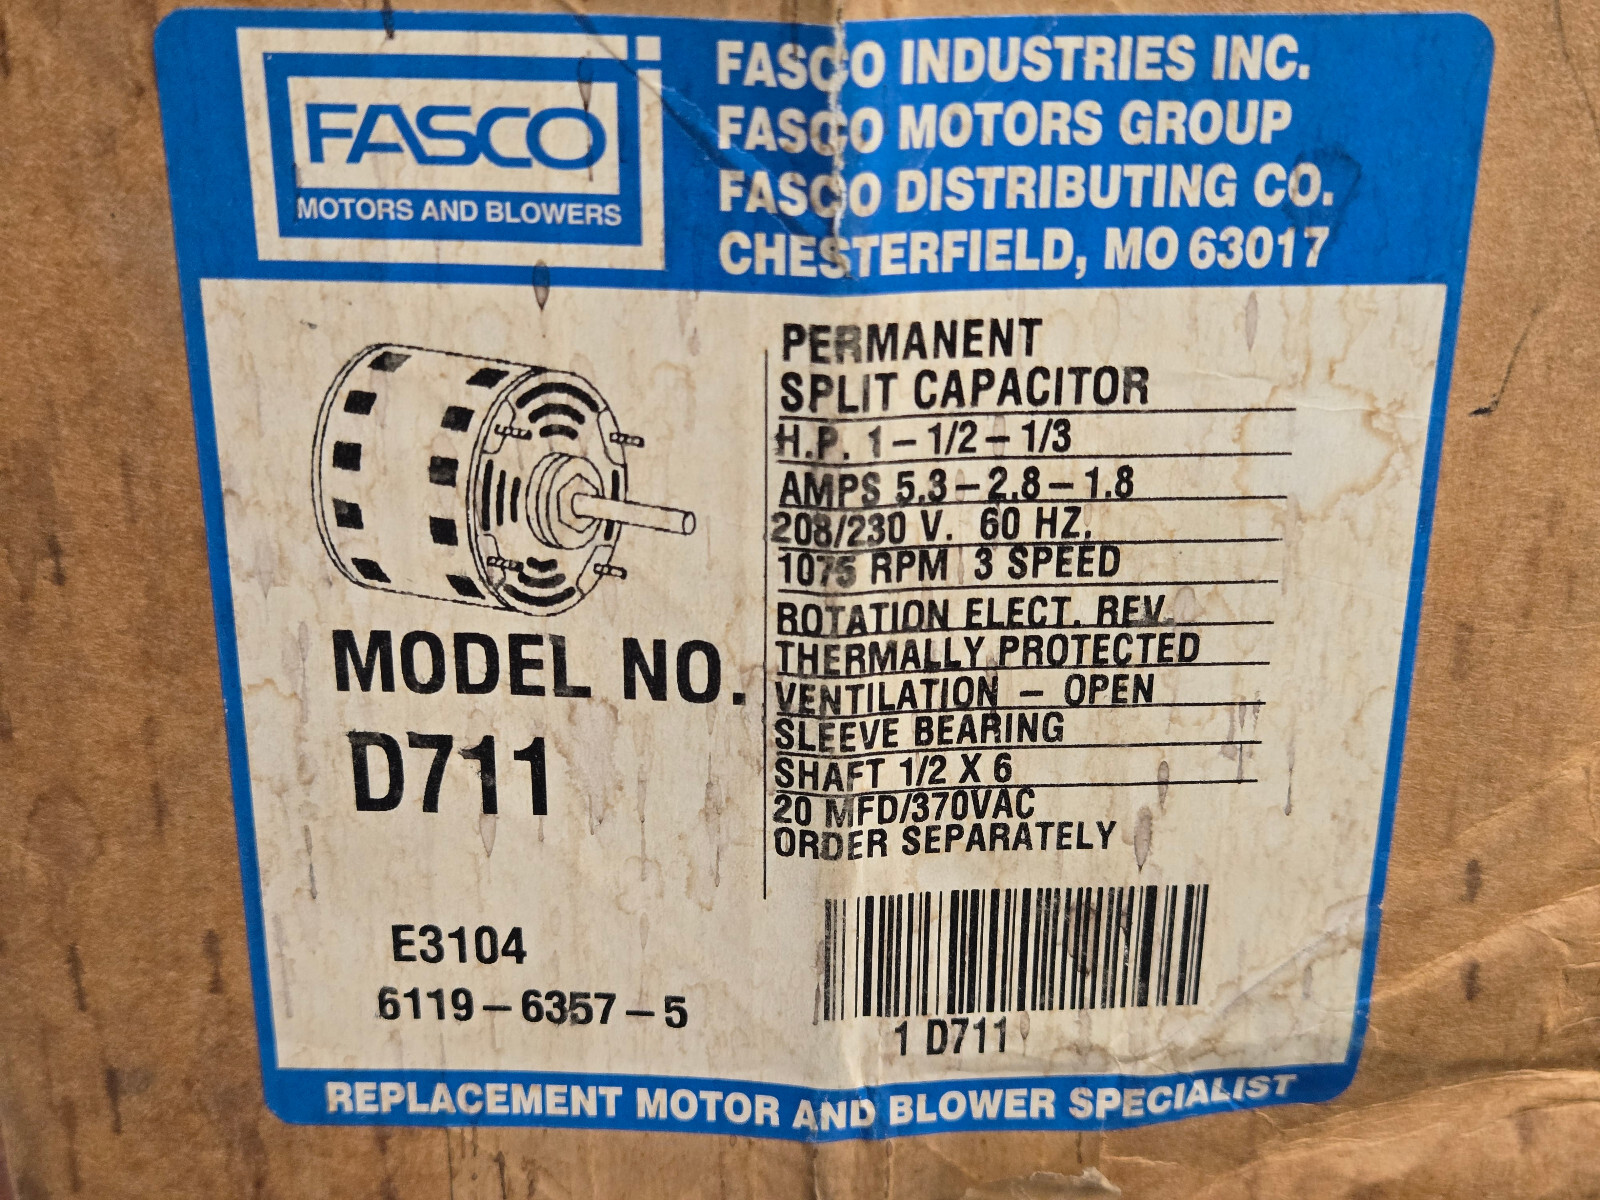 FASCO
MOTORS AND BLOWERS
FASCO INDUSTRIES INC.
FASCO MOTORS GROUP
FASCO DISTRIBUTING CO.
CHESTERFIELD, MO 63017
PERMANENT
SPLIT CAPACITOR
H.P. 1 – 1/2 – 1/3
AMPS 5.3 – 2.8 – 1.8
208/230 V. 60 HZ.
1075 RPM 3 SPEED
ROTATION ELECT. REV.
THERMALLY PROTECTED
VENTILATION – OPEN
SLEEVE BEARING
SHAFT 1/2 X 6
20 MFD/370VAC
ORDER SEPARATELY
MODEL NO.
D711
E3104
6119 – 6357 – 5
1 D711
REPLACEMENT MOTOR AND BLOWER SPECIALIST